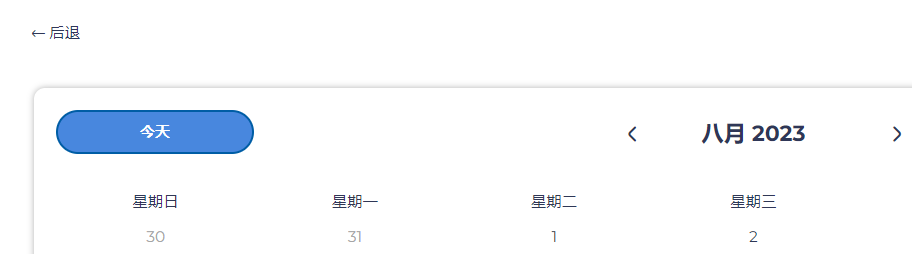 ← 后退
今天
八月 2023
星期日 星期一 星期二 星期三
30 31 1 2